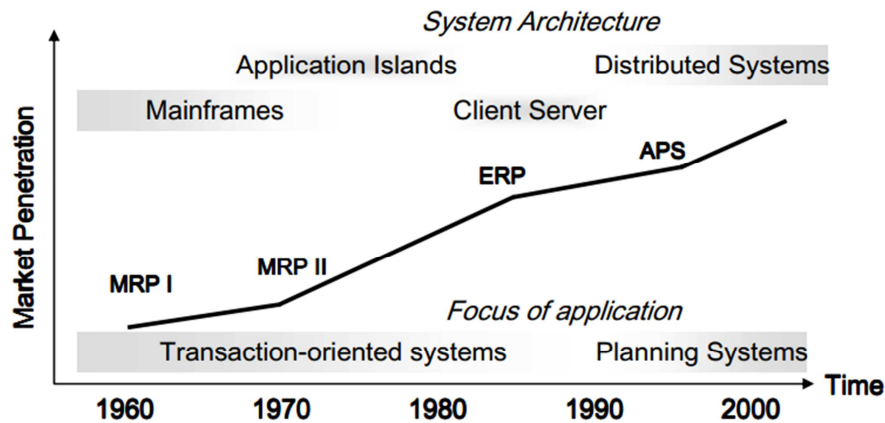 System Architecture
Application Islands
Distributed Systems
Mainframes
Client Server
APS
ERP
MRP II
MRP I
Market Penetration
Focus of application
Transaction-oriented systems
Planning Systems
Time
1960 1970 1980 1990 2000